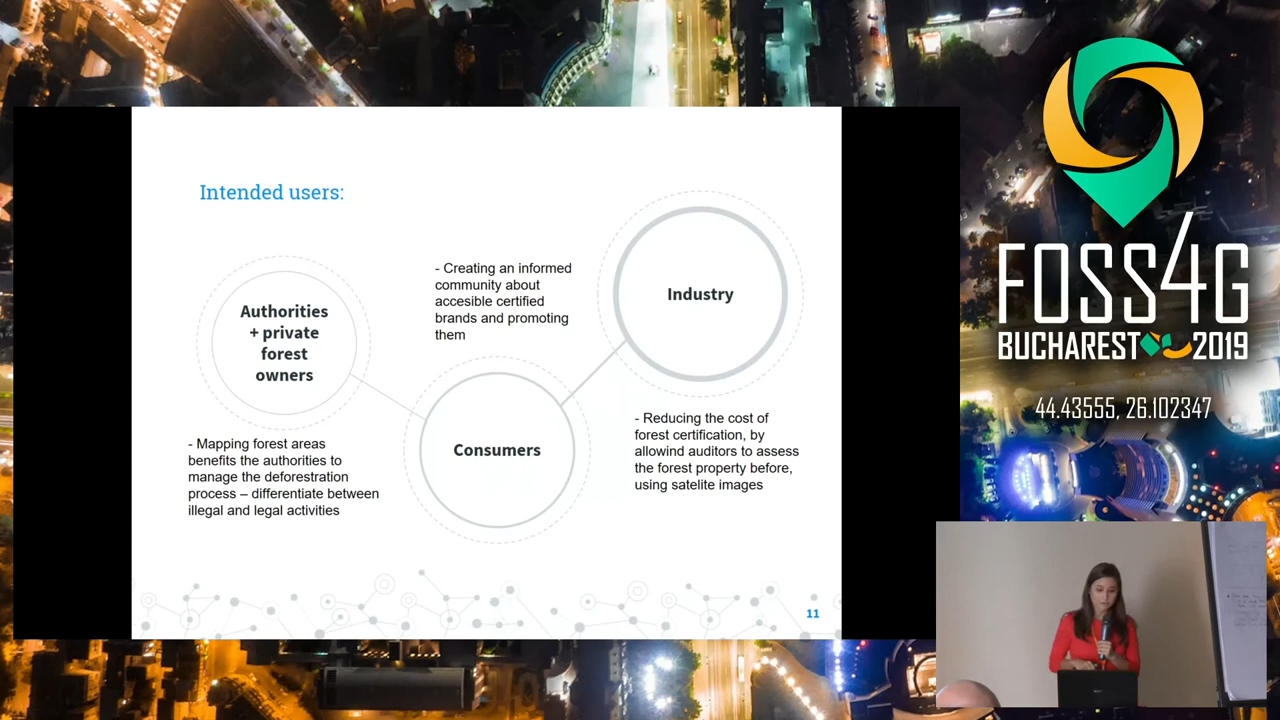 Intended users:
Authorities
+ private
forest
owners
- Mapping forest areas
benefits the authorities to
manage the deforestration
process – differentiate between
illegal and legal activities
- Creating an informed
community about
accesible certified
brands and promoting
them
Consumers
Industry
- Reducing the cost of
forest certification, by
allowind auditors to assess
the forest property before,
using satelite images
11
FOSS4G
BUCHAREST 2019
44.43555, 26.102347